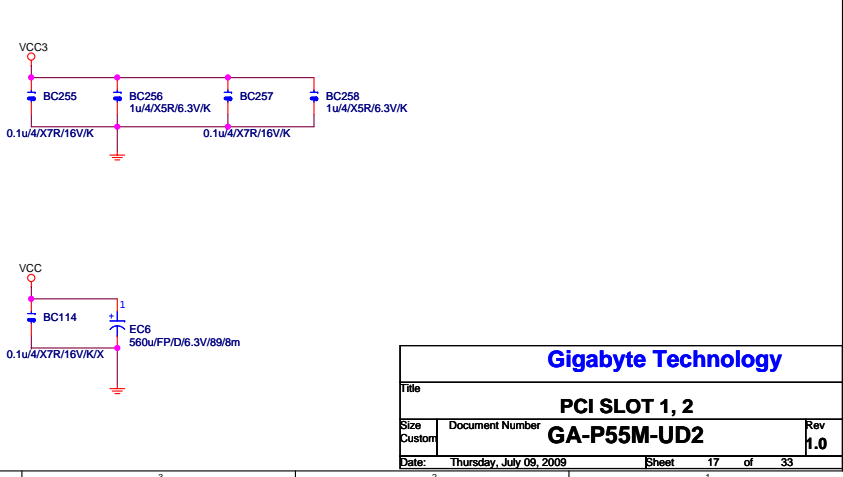 VCC3
BC255
BC256
1u/4/X5R/6.3V/K
BC257
BC258
1u/4/X5R/6.3V/K
0.1u/4/X7R/16V/K
0.1u/4/X7R/16V/K
VCC
1
BC114
+
EC6
560u/FP/D/6.3V/89/8m
0.1u/4/X7R/16V/K/X
Gigabyte Technology
Title
PCI SLOT 1, 2
Size
Custom
Document Number
GA-P55M-UD2
Rev
1.0
Date: Thursday, July 09, 2009 Sheet 17 of 33